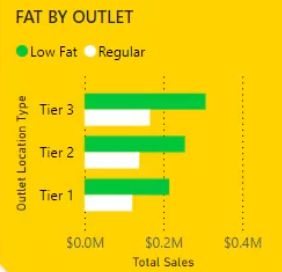 FAT BY OUTLET
Low Fat Regular
Outlet Location Type
Tier 3
Tier 2
Tier 1
$0.0M $0.2M $0.4M
Total Sales